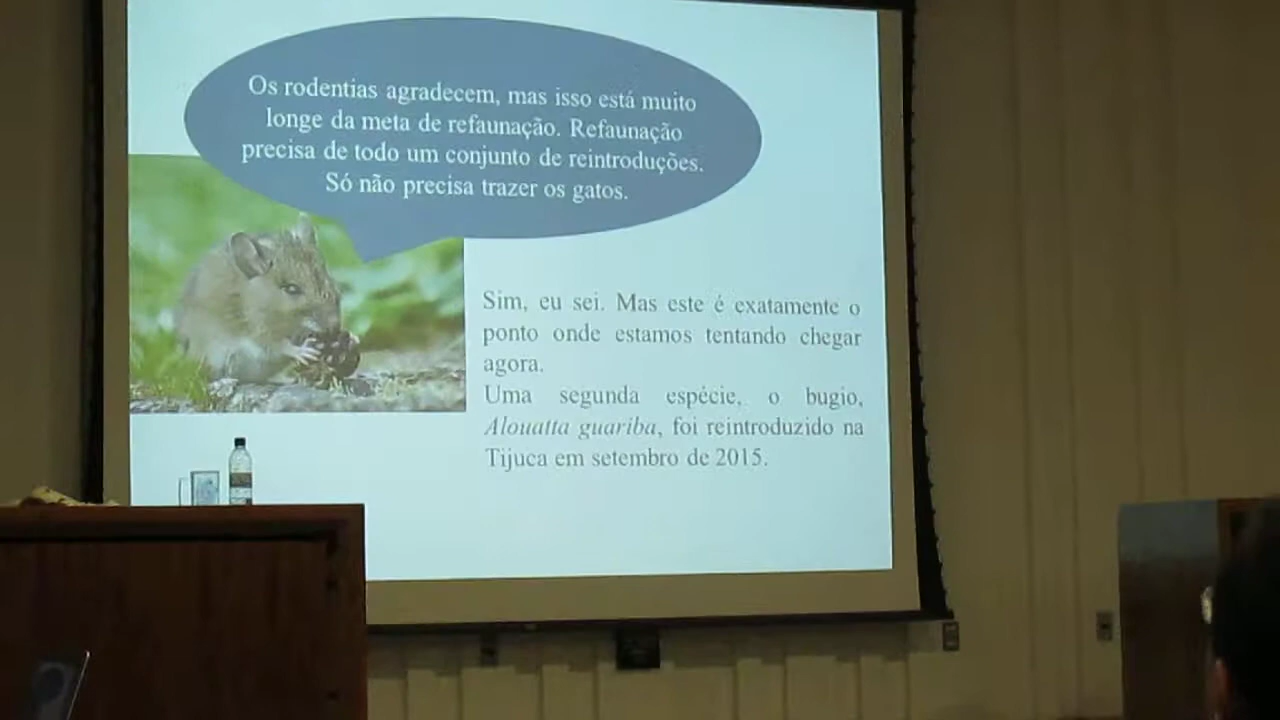 Os rodentias agradecem, mas isso está muito
longe da meta de refaunação. Refaunação
precisa de todo um conjunto de reintroduções.
Só não precisa trazer os gatos.
Sim, eu sei. Mas este é exatamente o
ponto onde estamos tentando chegar
agora.
Uma segunda espécie, o bugio,
Alouatta guariba, foi reintroduzido na
Tijuca em setembro de 2015.